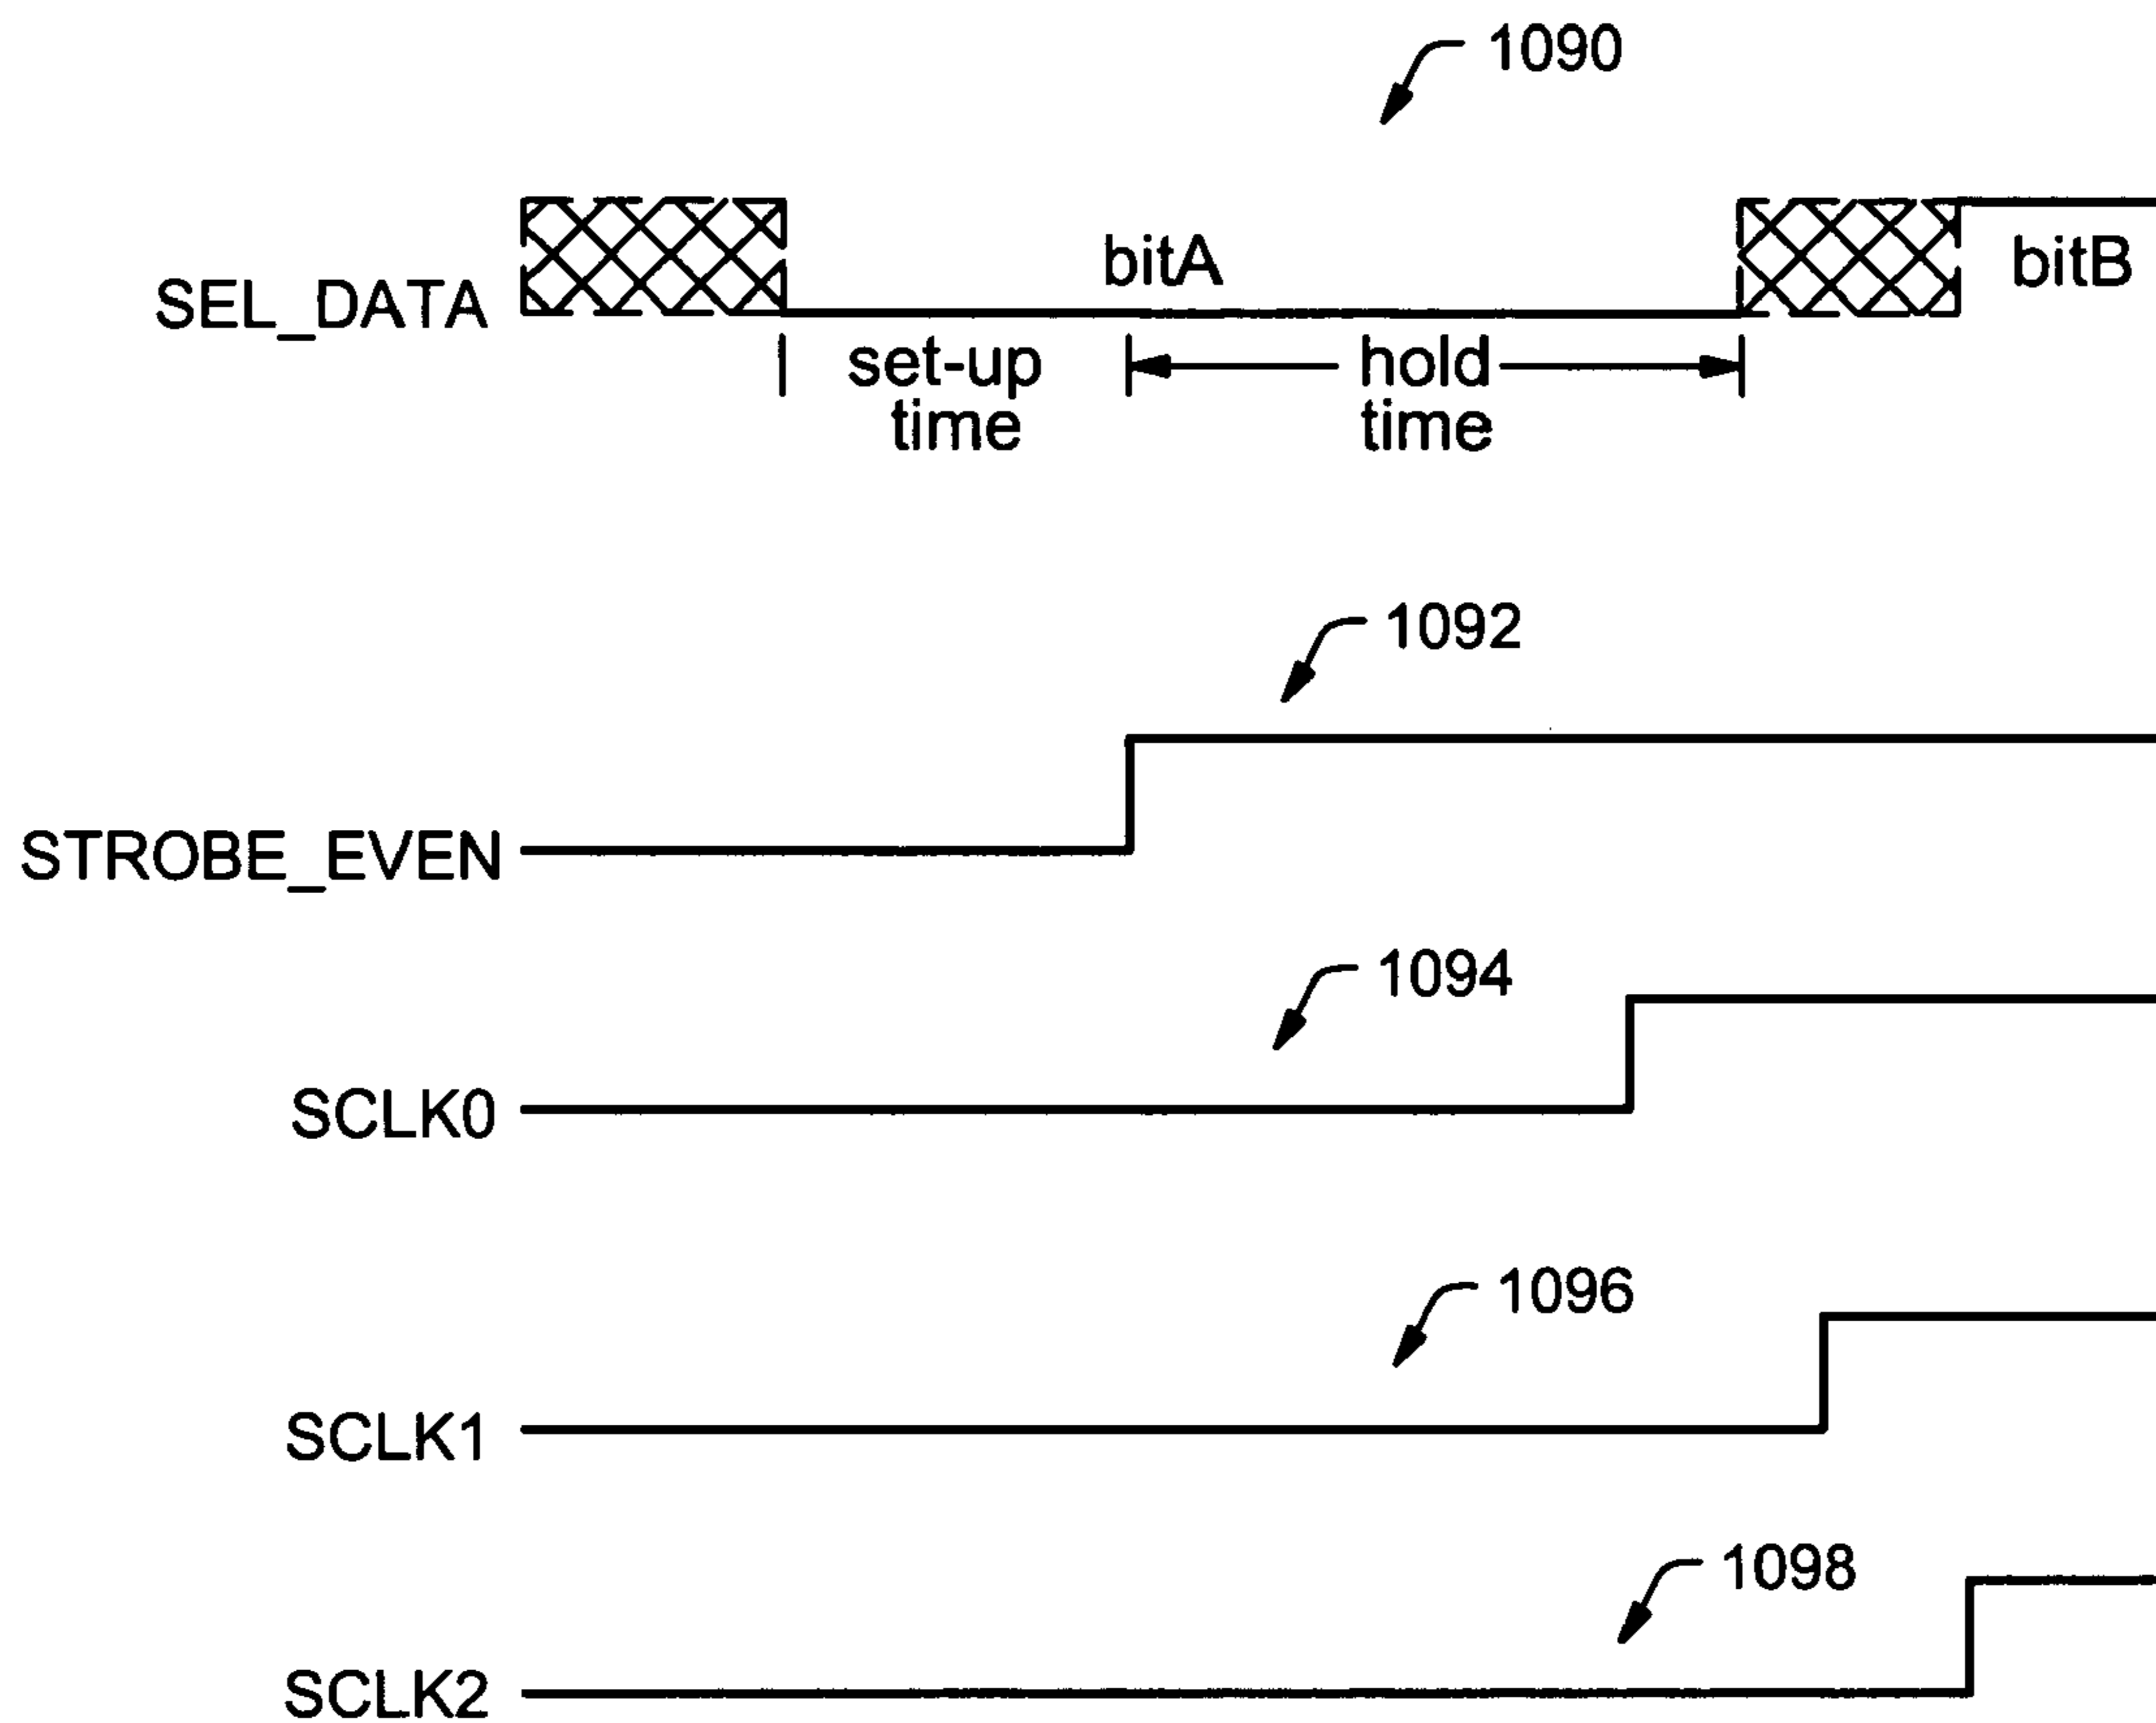 1090
bitA
bitB
SEL_DATA
set-up time
hold time
1092
STROBE_EVEN
1094
SCLK0
1096
SCLK1
1098
SCLK2